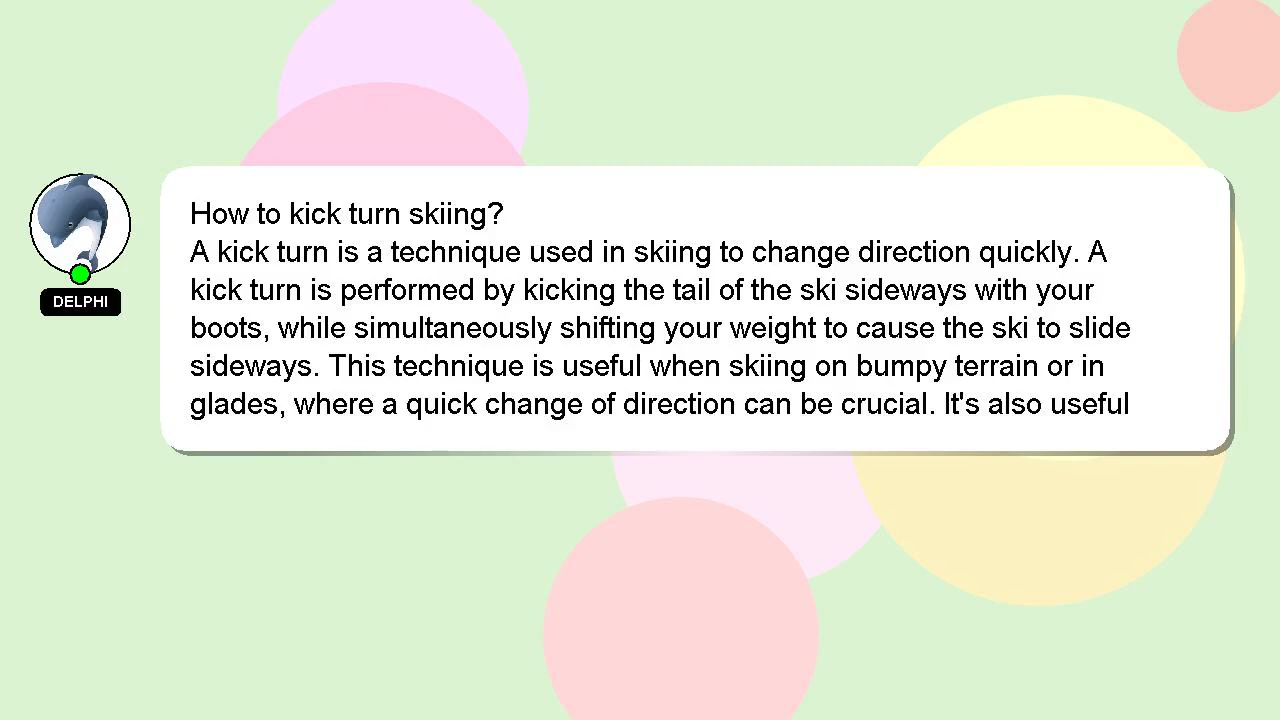 How to kick turn skiing?
A kick turn is a technique used in skiing to change direction quickly. A
kick turn is performed by kicking the tail of the ski sideways with your
boots, while simultaneously shifting your weight to cause the ski to slide
sideways. This technique is useful when skiing on bumpy terrain or in
glades, where a quick change of direction can be crucial. It's also useful
DELPHI